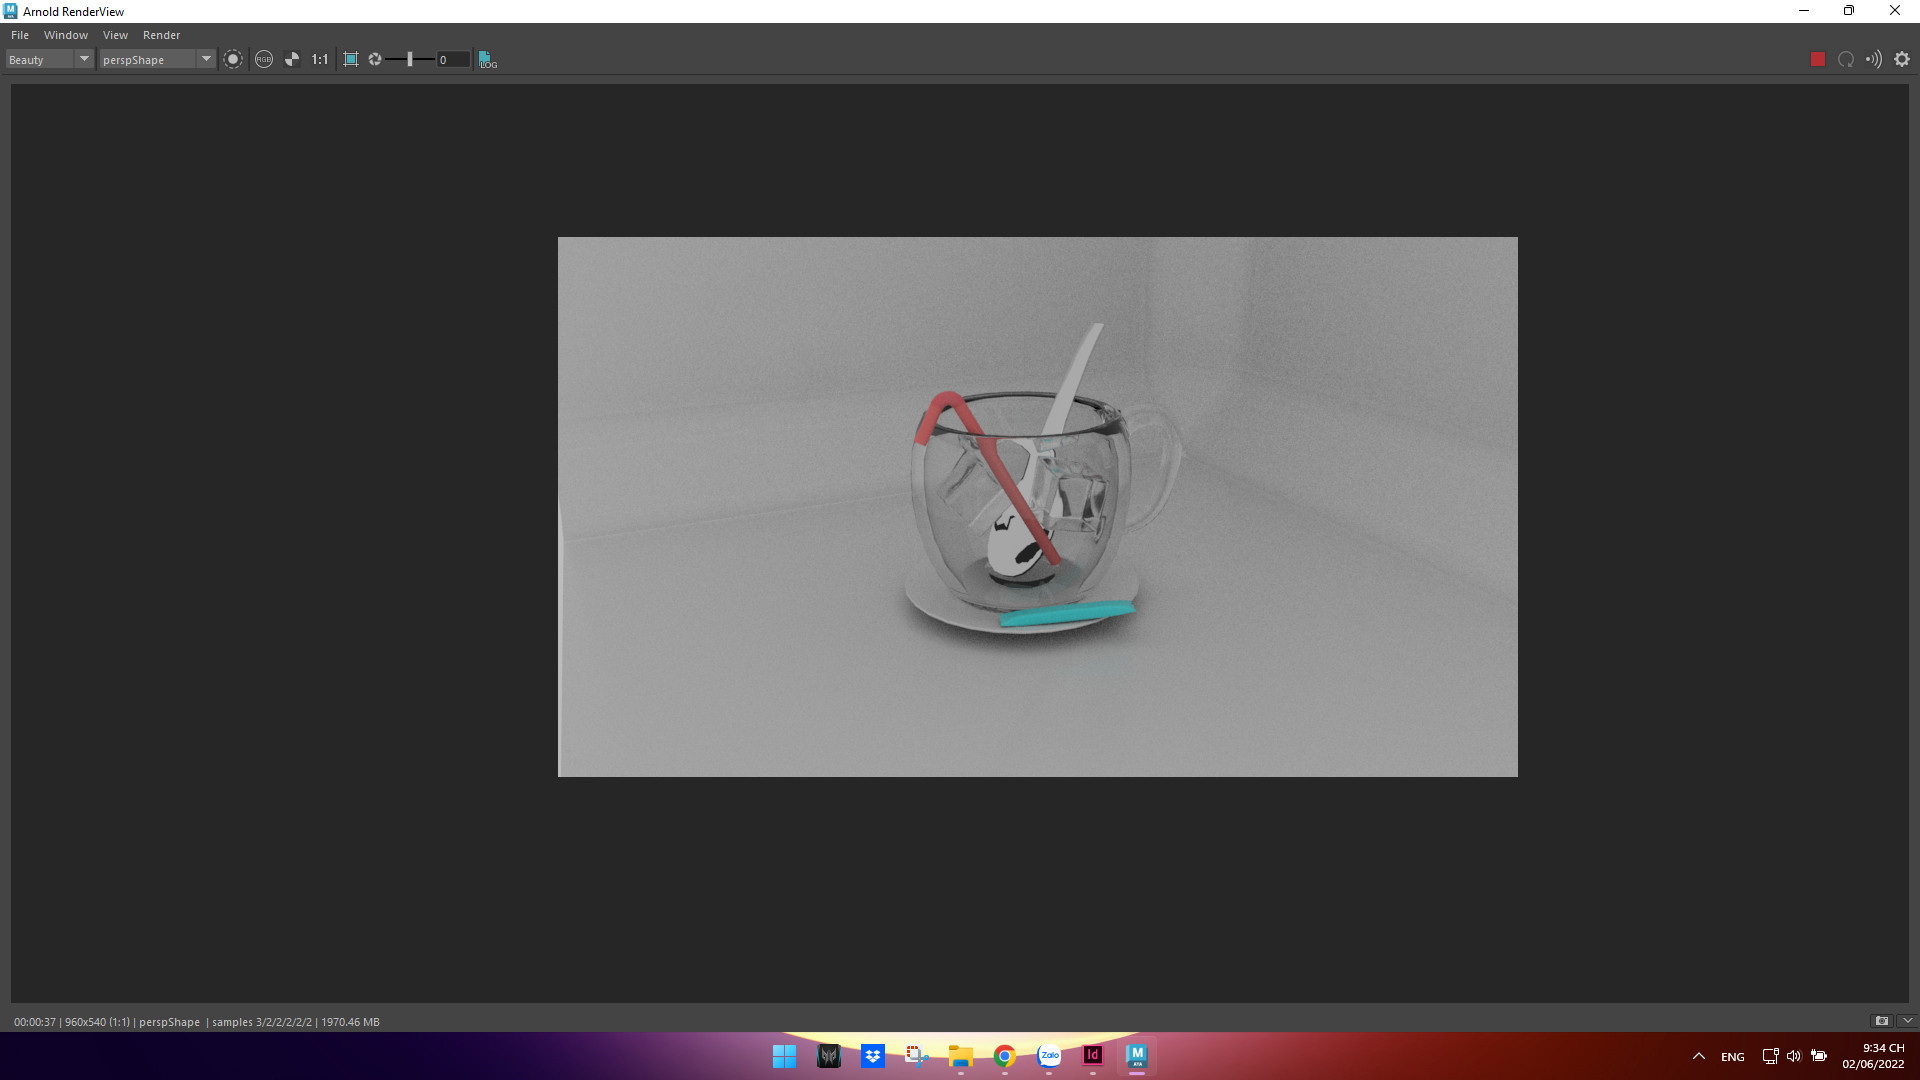 Arnold RenderView
File Window View Render
Beauty perspShape RGB 1:1 0 LOG
00:00:37 | 960x540 (1:1) | perspShape | samples 3/2/2/2/2/2 | 1970.46 MB
Zalo Id M
ENG 9:34 CH
02/06/2022